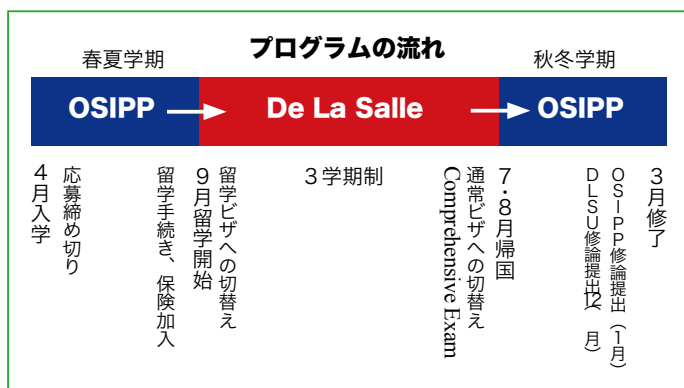 プログラムの流れ
春夏学期
秋冬学期
OSIPP
De La Salle
OSIPP
4月入学
応募締め切り
留学手続き、保険加入
9月留学開始
留学ビザへの切替え
3学期制
Comprehensive Exam
通常ビザへの切替え
7・8月帰国
DLSU修論提出(12月)
OSIPP修論提出(1月)
3月修了